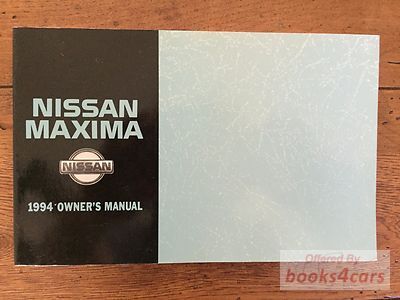 NISSAN
MAXIMA
NISSAN
1994 OWNER'S MANUAL
Offered By
books4cars